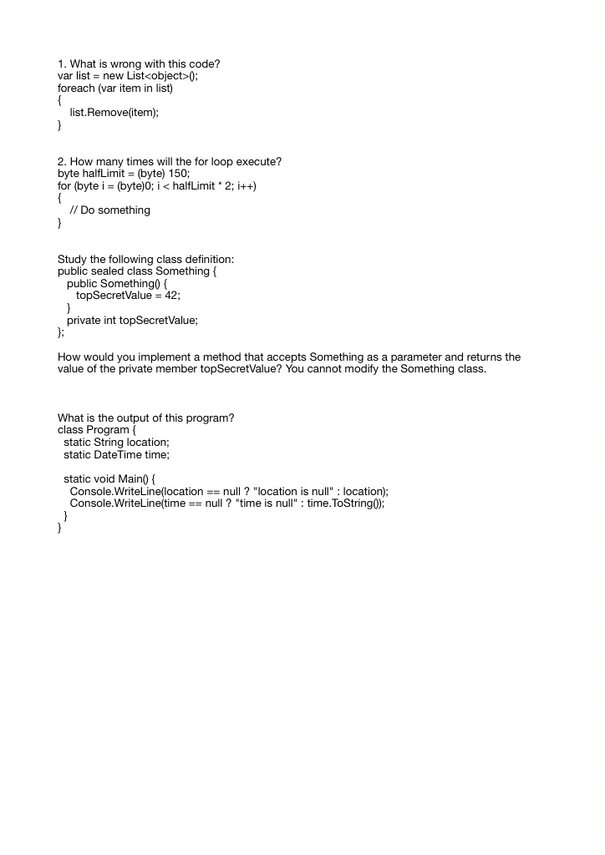 1. What is wrong with this code?
var list = new List<object>();
foreach (var item in list)
{
list.Remove(item);
}
2. How many times will the for loop execute?
byte halfLimit = (byte) 150;
for (byte i = (byte)0; i < halfLimit * 2; i++)
{
// Do something
}
Study the following class definition:
public sealed class Something {
public Something() {
topSecretValue = 42;
}
private int topSecretValue;
};
How would you implement a method that accepts Something as a parameter and returns the
value of the private member topSecretValue? You cannot modify the Something class.
What is the output of this program?
class Program {
static String location;
static DateTime time;
static void Main() {
Console.WriteLine(location == null ? "location is null" : location);
Console.WriteLine(time == null ? "time is null" : time.ToString());
}
}